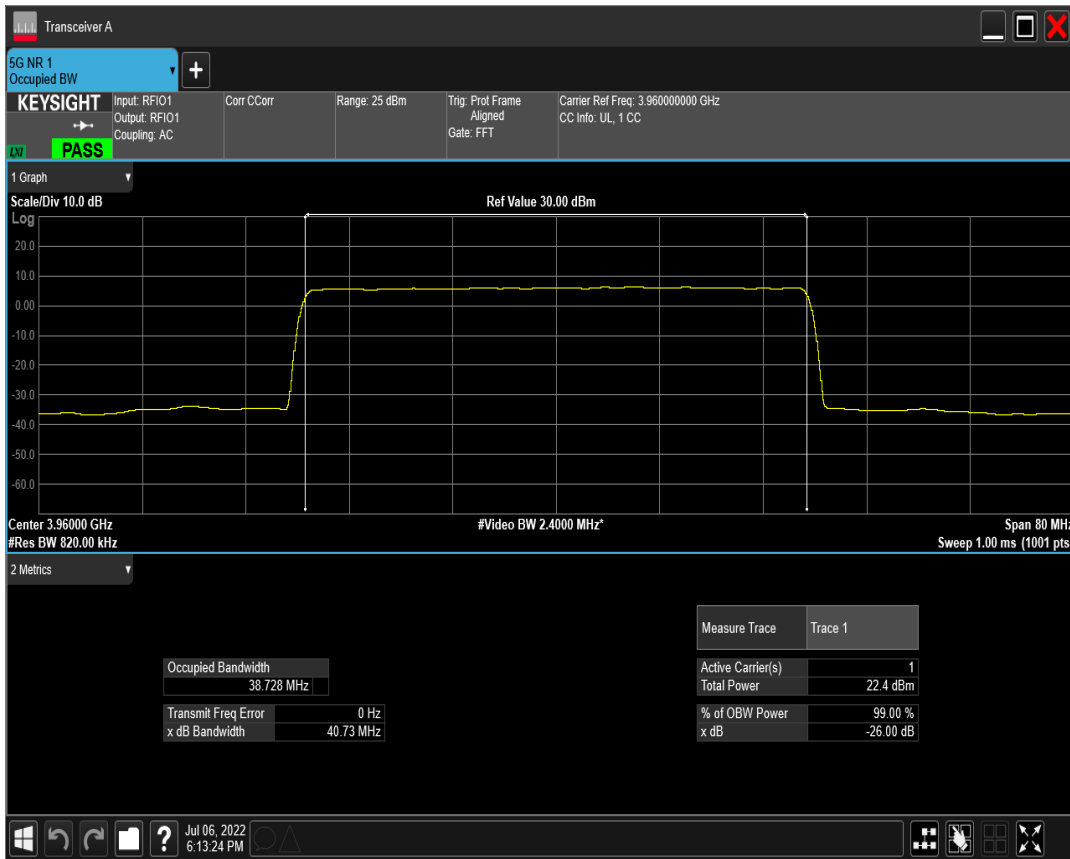 Transceiver A
5G NR 1
Occupied BW
KEYSIGHT
LXI
PASS
Input: RFIO1
Output: RFIO1
Coupling: AC
Corr CCorr
Range: 25 dBm
Trig: Prot Frame
Aligned
Gate: FFT
Carrier Ref Freq: 3.960000000 GHz
CC Info: UL, 1 CC
1 Graph
Scale/Div 10.0 dB
Ref Value 30.00 dBm
Log
20.0
10.0
0.00
-10.0
-20.0
-30.0
-40.0
-50.0
-60.0
Center 3.96000 GHz
#Video BW 2.4000 MHz*
Span 80 MHz
#Res BW 820.00 kHz
Sweep 1.00 ms (1001 pts
2 Metrics
Measure Trace Trace 1
Occupied Bandwidth
38.728 MHz
Active Carrier(s) 1
Total Power 22.4 dBm
Transmit Freq Error 0 Hz
x dB Bandwidth 40.73 MHz
% of OBW Power 99.00 %
x dB -26.00 dB
?
Jul 06, 2022
6:13:24 PM